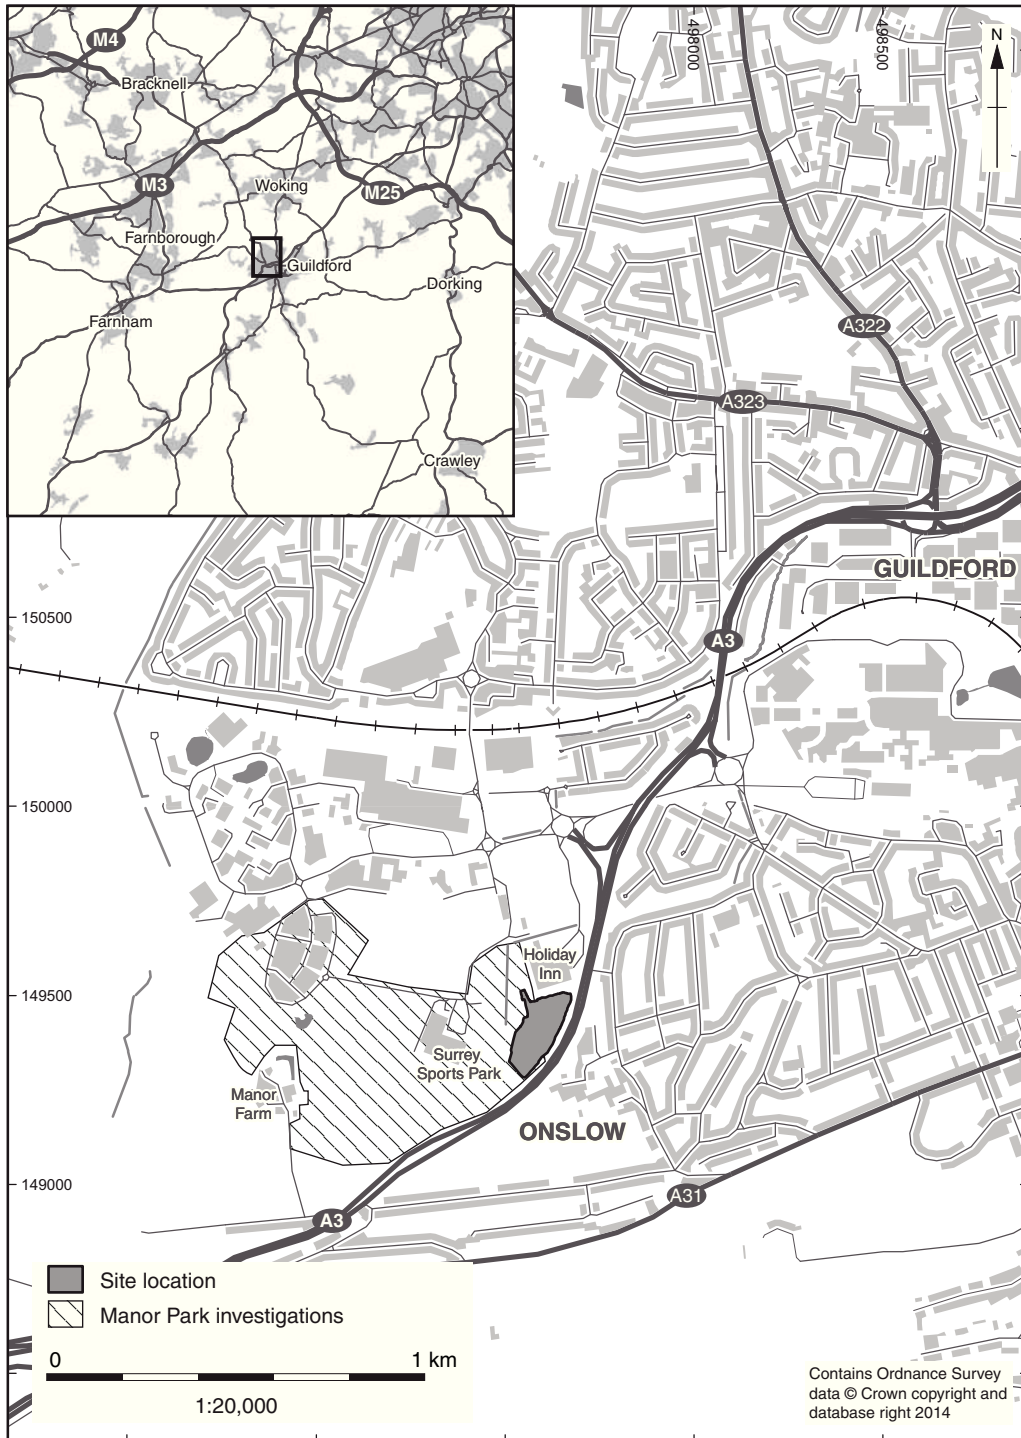 M4
Bracknell
M3
Woking
M25
Farnborough
Guildford
Dorking
Farnham
Crawley
498000
498500
N
A322
A323
GUILDFORD
150500
A3
150000
Holiday
Inn
149500
Surrey
Sports Park
Manor
Farm
ONSLOW
149000
A31
A3
Site location
Manor Park investigations
0
1 km
1:20,000
Contains Ordnance Survey
data © Crown copyright and
database right 2014